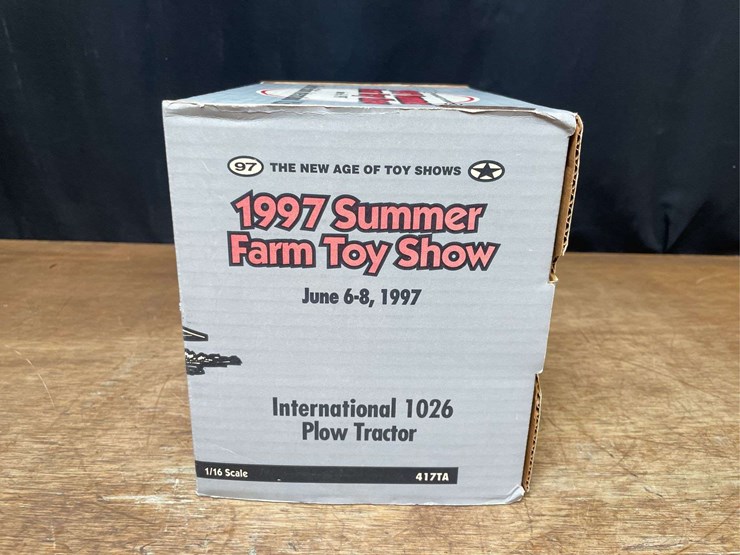 97 THE NEW AGE OF TOY SHOWS
1997 Summer
Farm Toy Show
June 6-8, 1997
International 1026
Plow Tractor
1/16 Scale 417TA